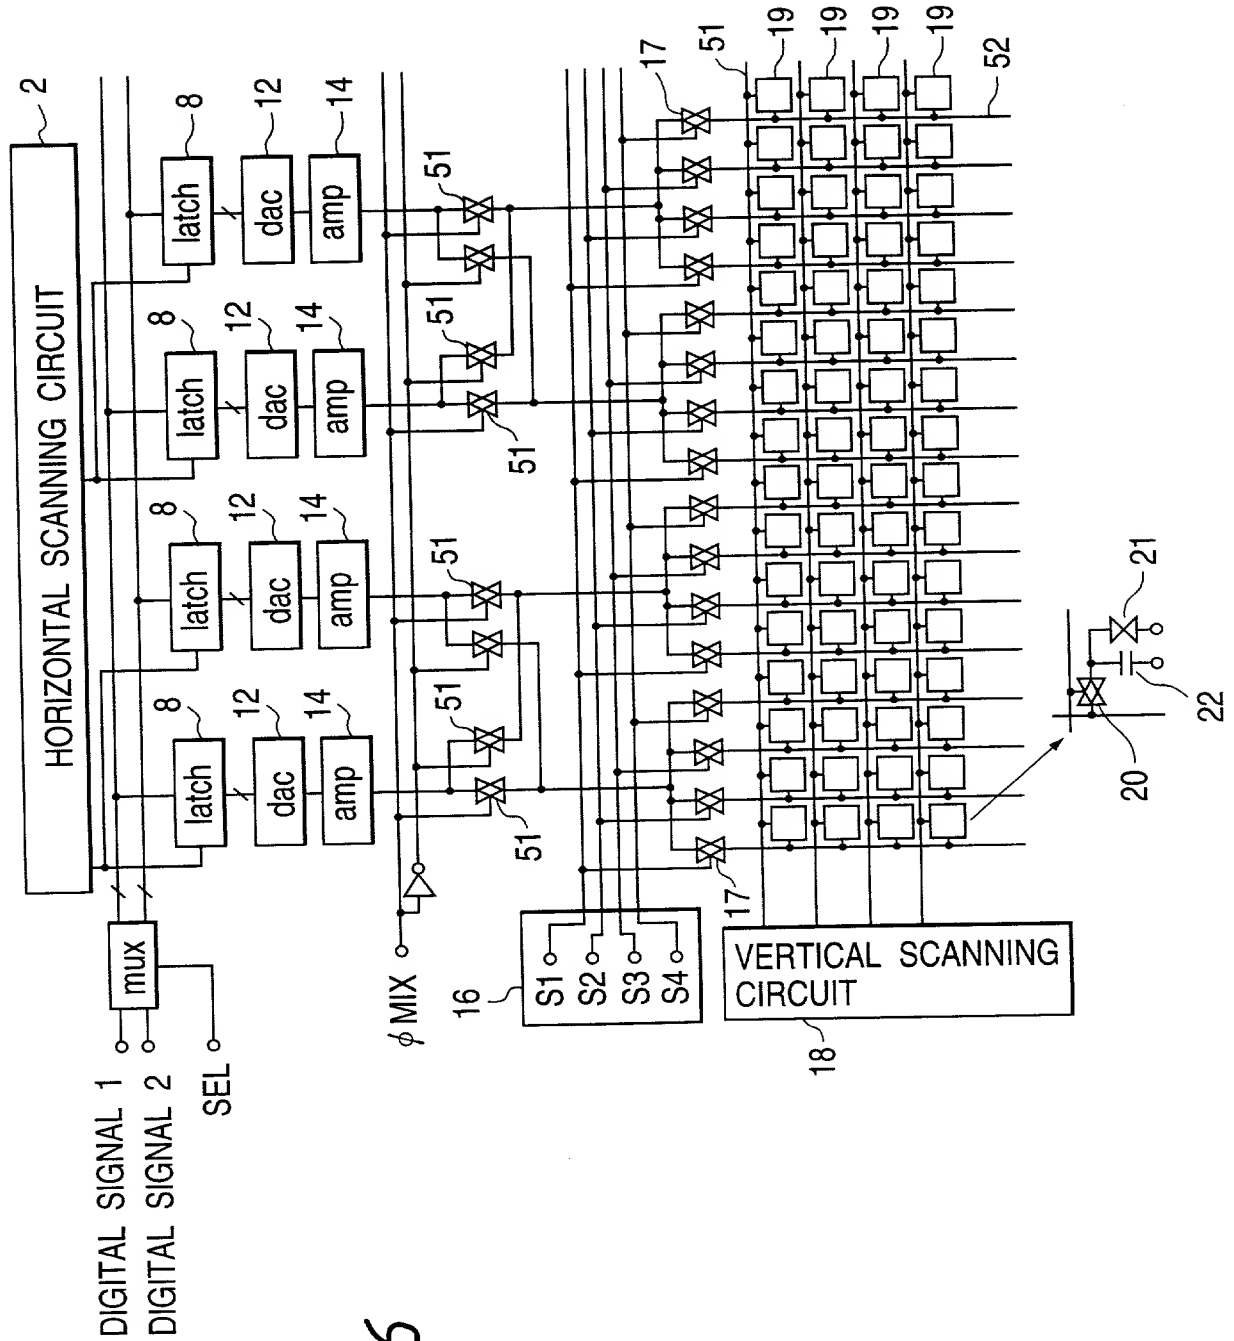 HORIZONTAL SCANNING CIRCUIT
2
DIGITAL SIGNAL 1
DIGITAL SIGNAL 2
SEL
mux
8
8
8
8
latch
latch
latch
latch
12
12
12
12
dac
dac
dac
dac
14
14
14
14
amp
amp
amp
amp
φ MIX
51
51
51
51
51
51
16
S1
S2
S3
S4
17
17
51
19
19
19
19
52
VERTICAL SCANNING
CIRCUIT
18
20
21
22